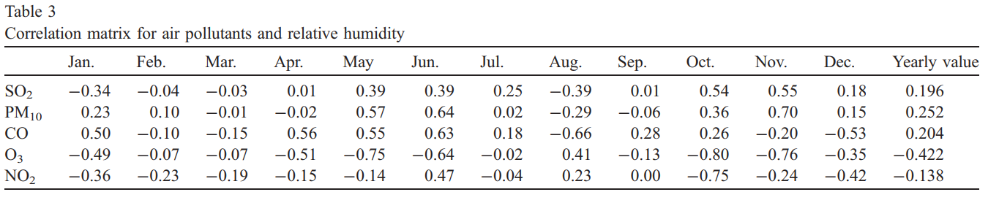 Table 3
Correlation matrix for air pollutants and relative humidity
Jan. Feb. Mar. Apr. May Jun. Jul. Aug. Sep. Oct. Nov. Dec. Yearly value
SO2 −0.34 −0.04 −0.03 0.01 0.39 0.39 0.25 −0.39 0.01 0.54 0.55 0.18 0.196
PM10 0.23 0.10 −0.01 −0.02 0.57 0.64 0.02 −0.29 −0.06 0.36 0.70 0.15 0.252
CO 0.50 −0.10 −0.15 0.56 0.55 0.63 0.18 −0.66 0.28 0.26 −0.20 −0.53 0.204
O3 −0.49 −0.07 −0.07 −0.51 −0.75 −0.64 −0.02 0.41 −0.13 −0.80 −0.76 −0.35 −0.422
NO2 −0.36 −0.23 −0.19 −0.15 −0.14 0.47 −0.04 0.23 0.00 −0.75 −0.24 −0.42 −0.138